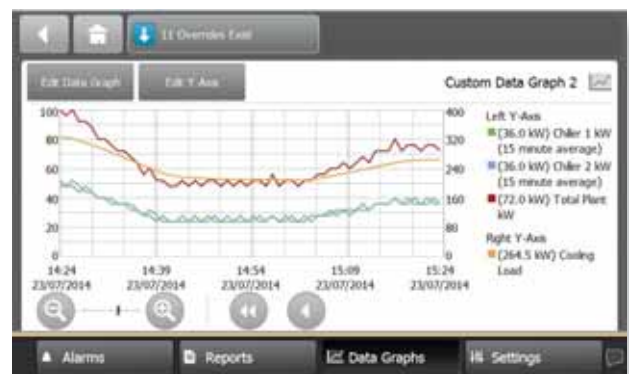 11 Overrides Exist
Edit Data Graph
Edit Y-Axis
Custom Data Graph 2
100
80
60
40
20
0
400
320
240
160
80
0
14:24
23/07/2014
14:39
23/07/2014
14:54
23/07/2014
15:09
23/07/2014
15:24
23/07/2014
Left Y-Axis
(36.0 kW) Chiller 1 kW
(15 minute average)
(36.0 kW) Chiller 2 kW
(15 minute average)
(72.0 kW) Total Plant
kW
Right Y-Axis
(264.5 kW) Cooling
Load
Alarms
Reports
Data Graphs
Settings